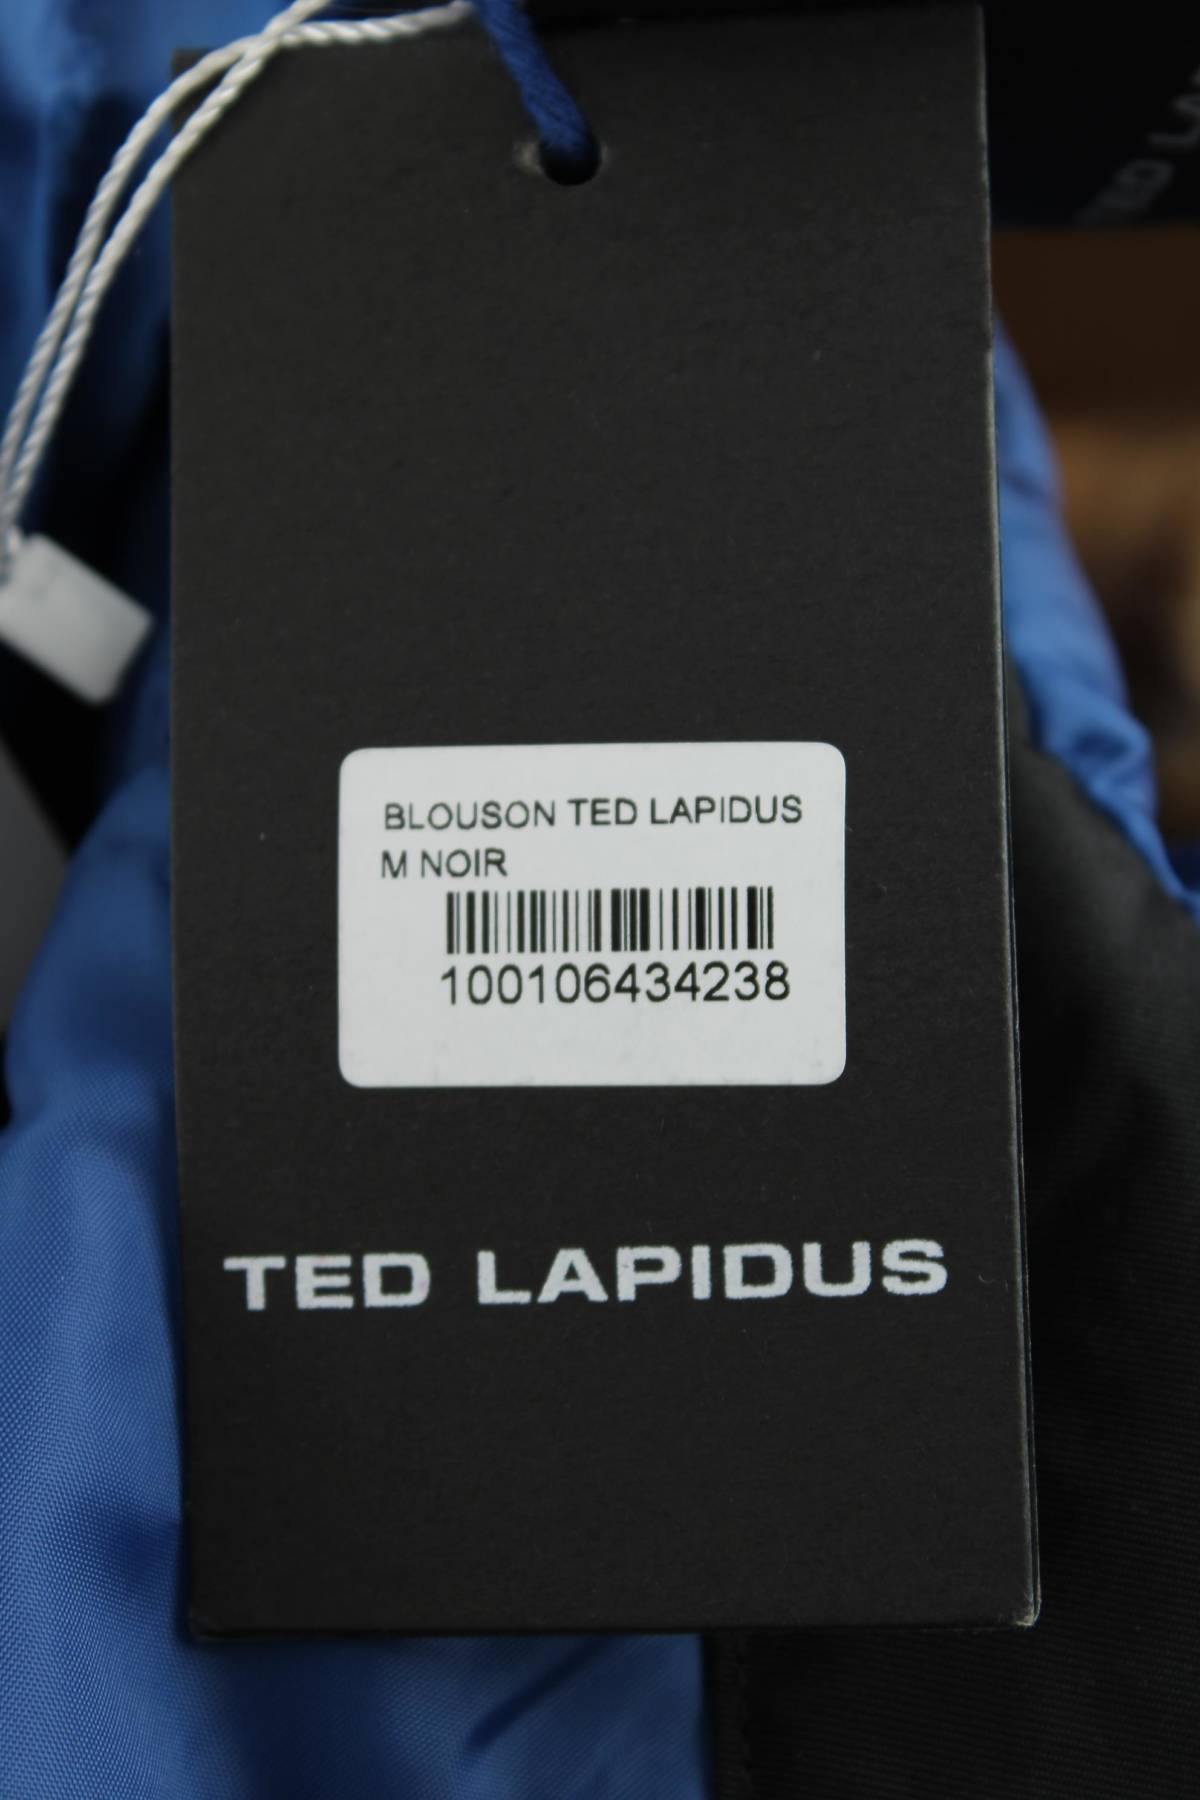 BLOUSON TED LAPIDUS
M NOIR
100106434238
TED LAPIDUS